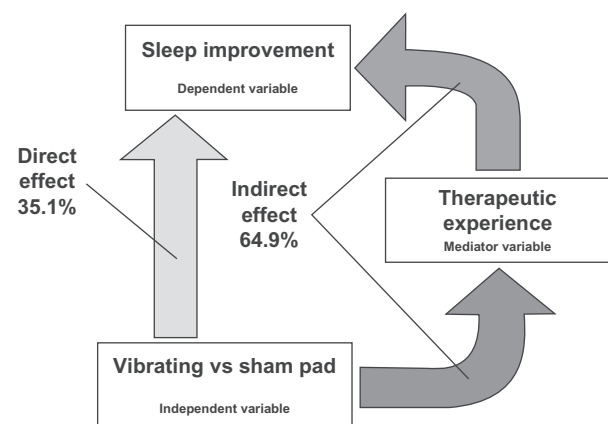 Sleep improvement
Dependent variable
Direct
effect
35.1%
Indirect
effect
64.9%
Therapeutic
experience
Mediator variable
Vibrating vs sham pad
Independent variable